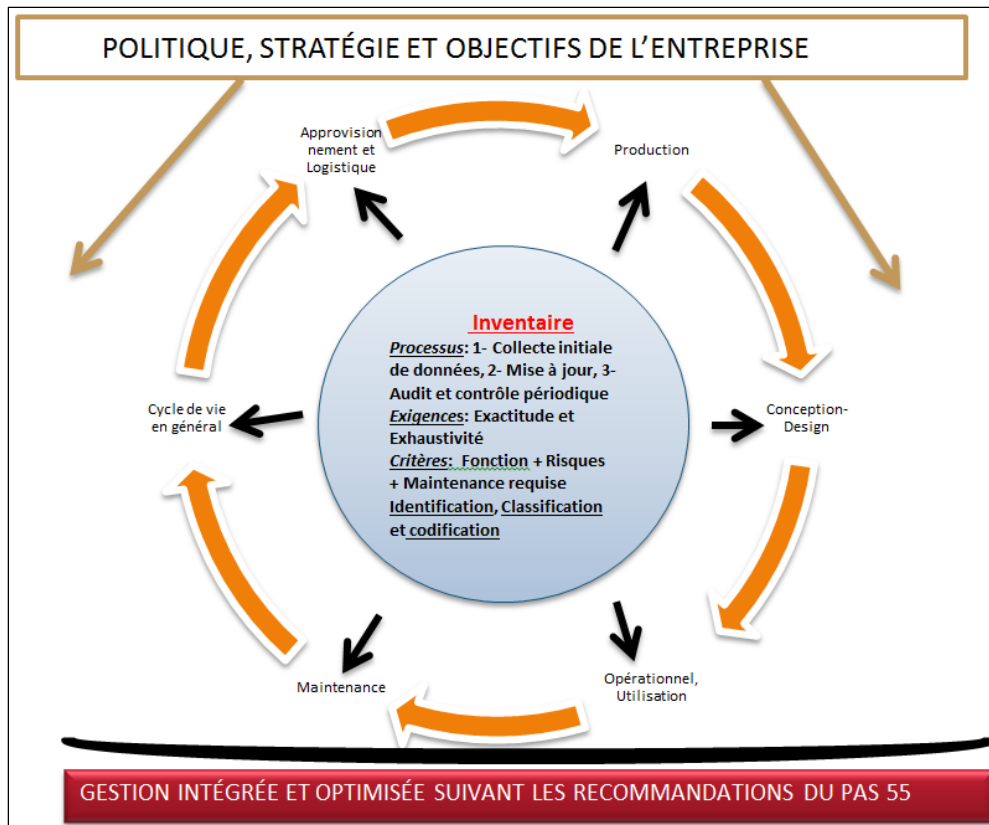 POLITIQUE, STRATÉGIE ET OBJECTIFS DE L'ENTREPRISE
Approvision
nement et
Logistique
Production
Inventaire
Processus: 1- Collecte initiale
de données, 2- Mise à jour, 3-
Audit et contrôle périodique
Exigences: Exactitude et
Exhaustivité
Critères: Fonction + Risques
+ Maintenance requise
Identification, Classification
et codification
Cycle de vie
en général
Conception-
Design
Maintenance
Opérationnel,
Utilisation
GESTION INTÉGRÉE ET OPTIMISÉE SUIVANT LES RECOMMANDATIONS DU PAS 55